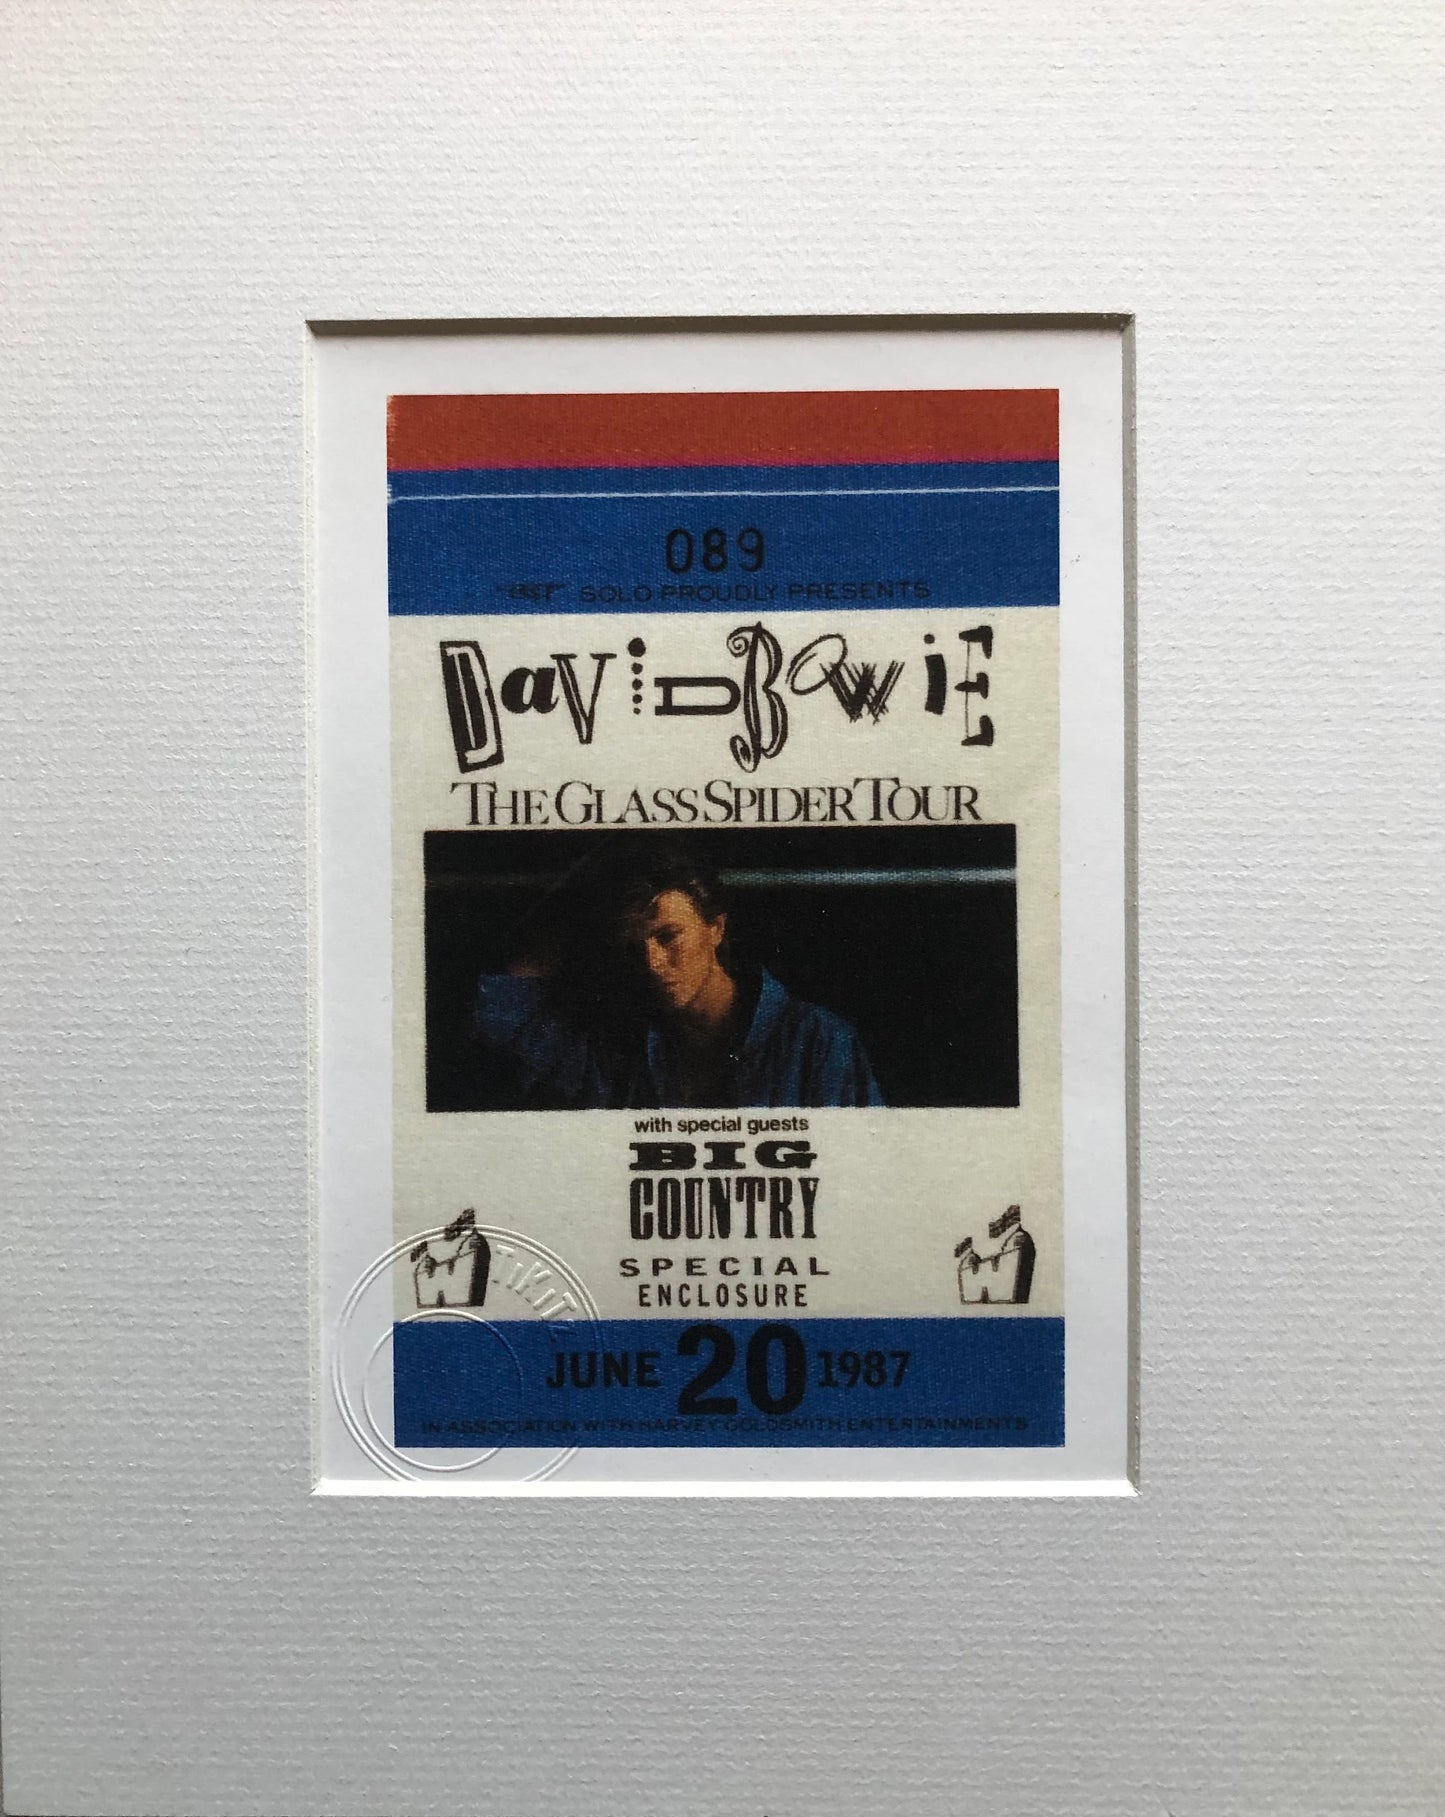 089
SOLO PROUDLY PRESENTS
DaViD BowiE
THE GLASS SPIDER TOUR
with special guests
BIG
COUNTRY
SPECIAL
ENCLOSURE
TiKiTz
JUNE 20 1987
IN ASSOCIATION WITH HARVEY GOLDSMITH ENTERTAINMENTS